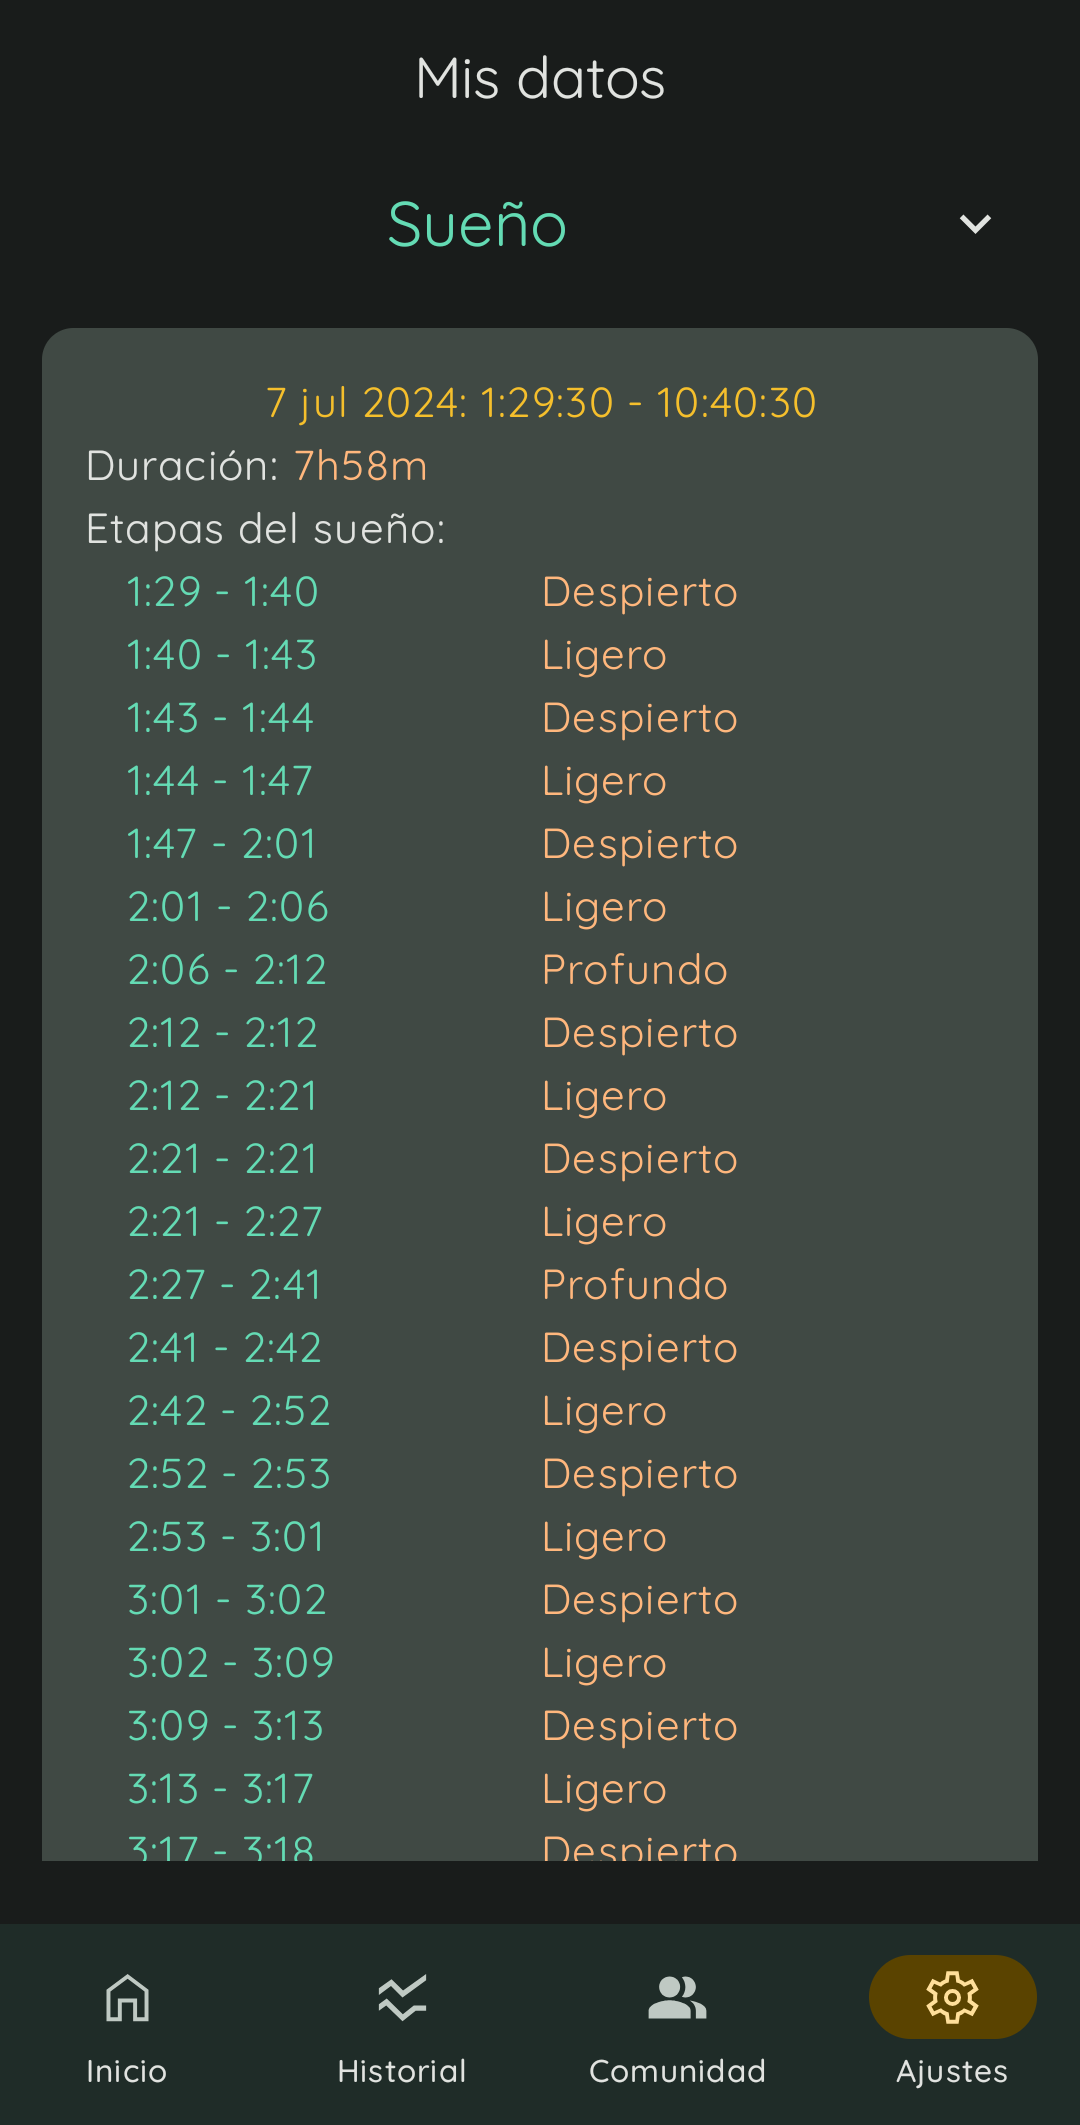 Mis datos
Sueño
7 jul 2024: 1:29:30 - 10:40:30
Duración: 7h58m
Etapas del sueño:
1:29 - 1:40 Despierto
1:40 - 1:43 Ligero
1:43 - 1:44 Despierto
1:44 - 1:47 Ligero
1:47 - 2:01 Despierto
2:01 - 2:06 Ligero
2:06 - 2:12 Profundo
2:12 - 2:12 Despierto
2:12 - 2:21 Ligero
2:21 - 2:21 Despierto
2:21 - 2:27 Ligero
2:27 - 2:41 Profundo
2:41 - 2:42 Despierto
2:42 - 2:52 Ligero
2:52 - 2:53 Despierto
2:53 - 3:01 Ligero
3:01 - 3:02 Despierto
3:02 - 3:09 Ligero
3:09 - 3:13 Despierto
3:13 - 3:17 Ligero
3:17 - 3:18 Despierto
Inicio Historial Comunidad Ajustes